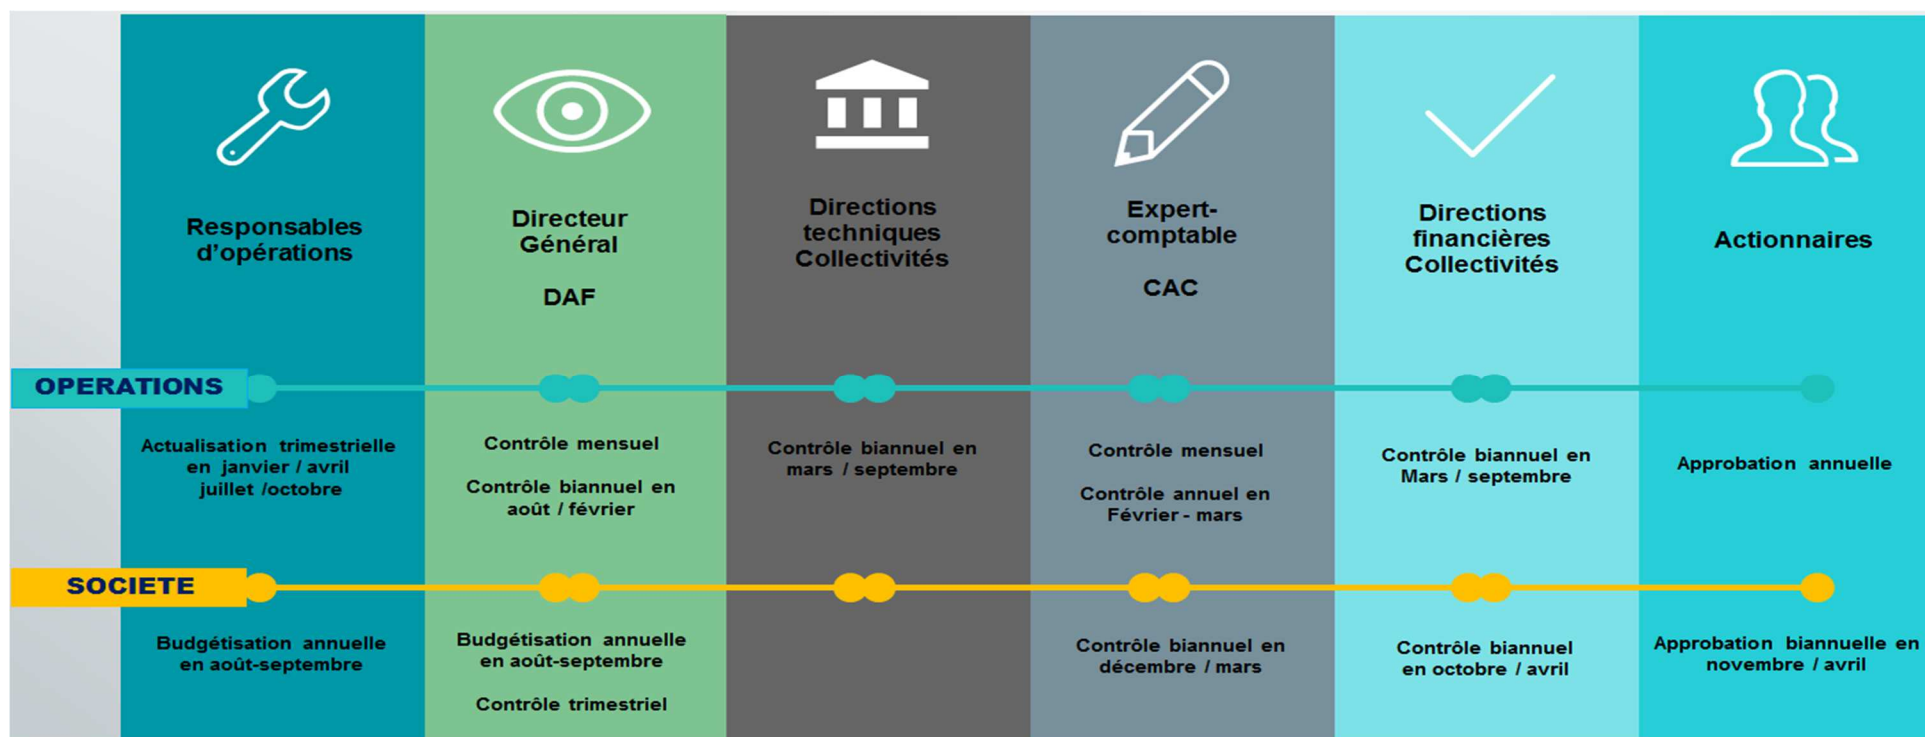 Responsables
d'opérations
Directeur
Général
DAF
Directions
techniques
Collectivités
Expert-
comptable
CAC
Directions
financières
Collectivités
Actionnaires
OPERATIONS
Actualisation trimestrielle
en janvier / avril
juillet /octobre
Contrôle mensuel
Contrôle biannuel en
août / février
Contrôle biannuel en
mars / septembre
Contrôle mensuel
Contrôle annuel en
Février - mars
Contrôle biannuel en
Mars / septembre
Approbation annuelle
SOCIETE
Budgétisation annuelle
en août-septembre
Budgétisation annuelle
en août-septembre
Contrôle trimestriel
Contrôle biannuel en
décembre / mars
Contrôle biannuel
en octobre / avril
Approbation biannuelle en
novembre / avril